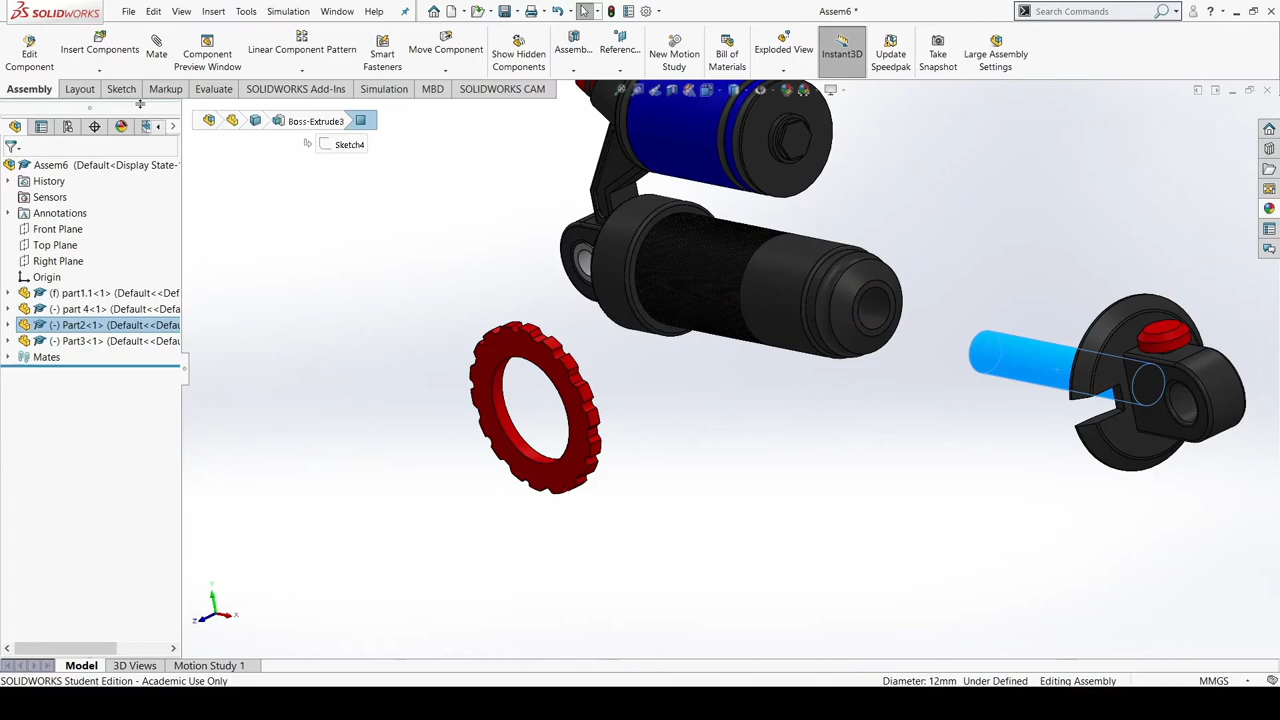 SOLIDWORKS
File Edit View Insert Tools Simulation Window Help
Assem6 *
Search Commands
?
Edit Component
Insert Components
Mate
Component Preview Window
Linear Component Pattern
Smart Fasteners
Move Component
Show Hidden Components
Assemb...
Referenc...
New Motion Study
Bill of Materials
Exploded View
Instant3D
Update Speedpak
Take Snapshot
Large Assembly Settings
Assembly Layout Sketch Markup Evaluate SOLIDWORKS Add-Ins Simulation MBD SOLIDWORKS CAM
Boss-Extrude3
Sketch4
Assem6 (Default<Display State-
History
Sensors
Annotations
Front Plane
Top Plane
Right Plane
Origin
(f) part1.1<1> (Default<<Def
(-) part 4<1> (Default<<Defa
(-) Part2<1> (Default<<Defau
(-) Part3<1> (Default<<Defau
Mates
Y
X
Z
Model 3D Views Motion Study 1
SOLIDWORKS Student Edition - Academic Use Only
Diameter: 12mm Under Defined Editing Assembly MMGS